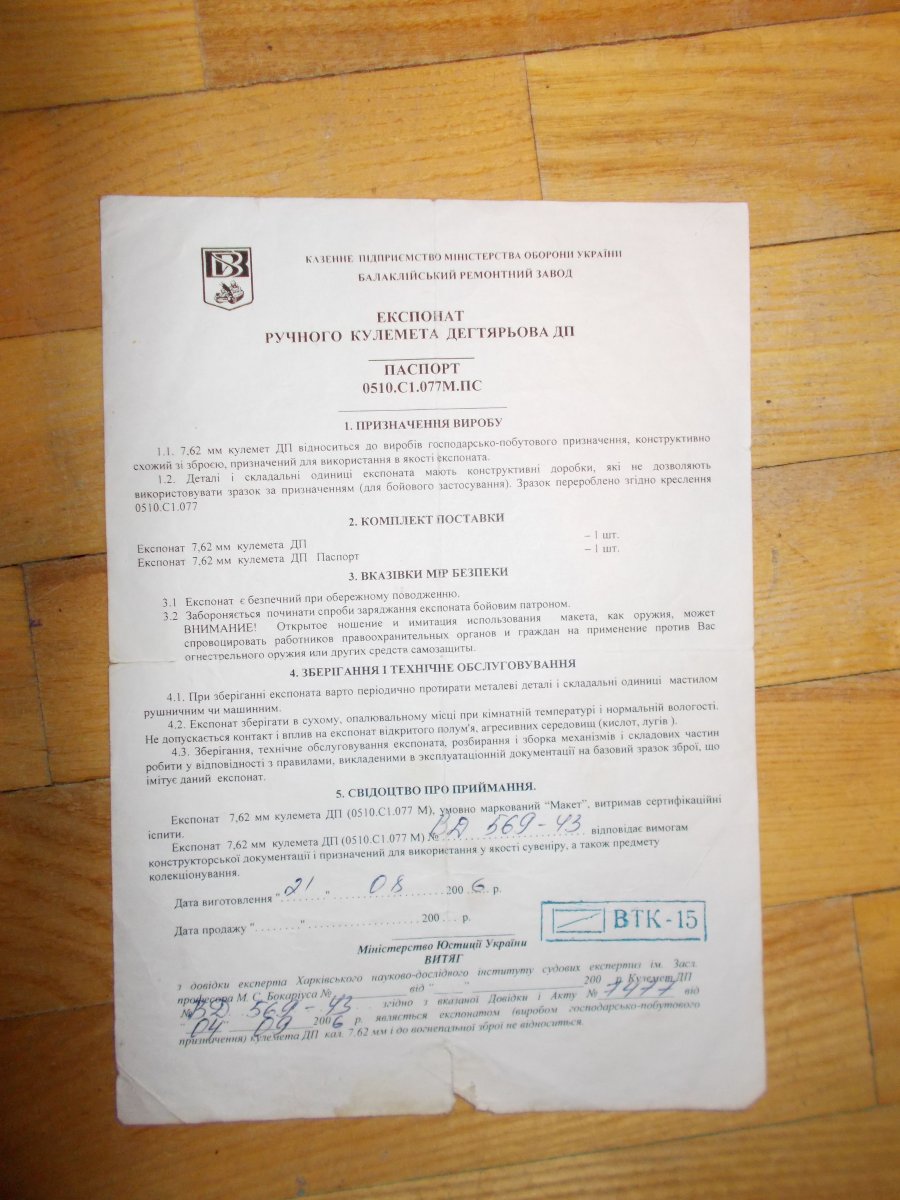 КАЗЕННЕ ПІДПРИЄМСТВО МІНІСТЕРСТВА ОБОРОНИ УКРАЇНИ
БАЛАКЛІЙСЬКИЙ РЕМОНТНИЙ ЗАВОД
ЕКСПОНАТ
РУЧНОГО КУЛЕМЕТА ДЕГТЯРЬОВА ДП
ПАСПОРТ
0510.С1.077М.ПС
1. ПРИЗНАЧЕННЯ ВИРОБУ
1.1. 7,62 мм кулемет ДП відноситься до виробів господарсько-побутового призначення, конструктивно
схожий зі зброєю, призначений для використання в якості експоната.
1.2. Деталі і складальні одиниці експоната мають конструктивні доробки, які не дозволяють
використовувати зразок за призначенням (для бойового застосування). Зразок перероблено згідно креслення
0510.С1.077
2. КОМПЛЕКТ ПОСТАВКИ
Експонат 7,62 мм кулемета ДП – 1 шт.
Експонат 7,62 мм кулемета ДП Паспорт – 1 шт.
3. ВКАЗІВКИ МІР БЕЗПЕКИ
3.1 Експонат є безпечний при обережному поводженню.
3.2 Забороняється починати спроби заряджання експоната бойовим патроном.
ВНИМАНИЕ! Открытое ношение и имитация использования макета, как оружия, может
спровоцировать работников правоохранительных органов и граждан на применение против Вас
огнестрельного оружия или других средств самозащиты.
4. ЗБЕРІГАННЯ І ТЕХНІЧНЕ ОБСЛУГОВУВАННЯ
4.1. При зберіганні експоната варто періодично протирати металеві деталі і складальні одиниці мастилом
рушничним чи машинним.
4.2. Експонат зберігати в сухому, опалювальному місці при кімнатній температурі і нормальній вологості.
Не допускається контакт і вплив на експонат відкритого полум'я, агресивних середовищ (кислот, лугів ).
4.3. Зберігання, технічне обслуговування експоната, розбирання і зборка механізмів і складових частин
робити у відповідності з правилами, викладеними в эксплуатаційній документації на базовий зразок зброї, що
імітує даний експонат.
5. СВІДОЦТВО ПРО ПРИЙМАННЯ.
Експонат 7,62 мм кулемета ДП (0510.С1.077 М), умовно маркований “Макет”, витримав сертифікаційні
іспити.
Експонат 7,62 мм кулемета ДП (0510.С1.077 М) № ВД 569-43 відповідає вимогам
конструкторської документації і призначений для використання у якості сувеніру, а також предмету
колекціонування.
Дата виготовлення “ 21 ” 08 200 6 р.
Дата продажу “........” ........ 200 ... р.
ВТК - 15
Міністерство Юстиції України
ВИТЯГ
з довідки експерта Харківського науково-дослідного інституту судових експертиз ім. Засл.
професора М. С. Бокаріуса № ____ від “____” ____ 200 р. Кулемет ДП
№ ВД 569-43 згідно з вказаної Довідки і Акту № 7477 від
“ 04 ” 09 200 6 р. являється експонатом (виробом господарсько-побутового
призначення) кулемета ДП кал. 7,62 мм і до вогнепальної зброї не відноситься.